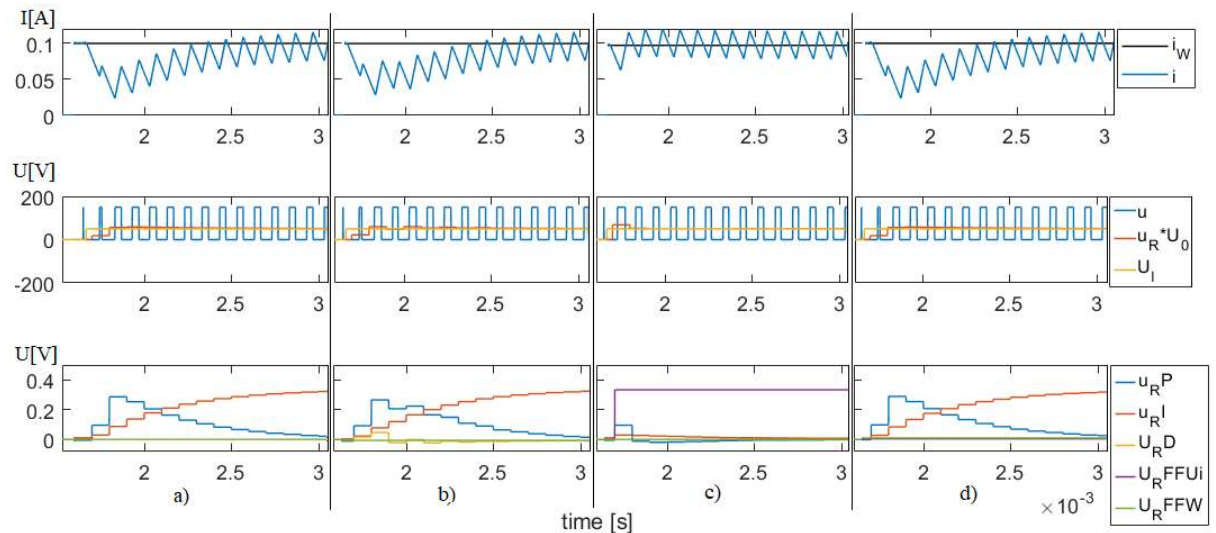 I[A]
0.1
0.05
0
2 2.5 3 2 2.5 3 2 2.5 3 2 2.5 3
i_W
i
U[V]
200
0
-200
2 2.5 3 2 2.5 3 2 2.5 3 2 2.5 3
u
u_R*U_0
U_I
U[V]
0.4
0.2
0
2 2.5 3 2 2.5 3 2 2.5 3 2 2.5 3
u_RP
u_RI
U_RD
U_RFFUi
U_RFFW
a) b) c) d)
×10^-3
time [s]